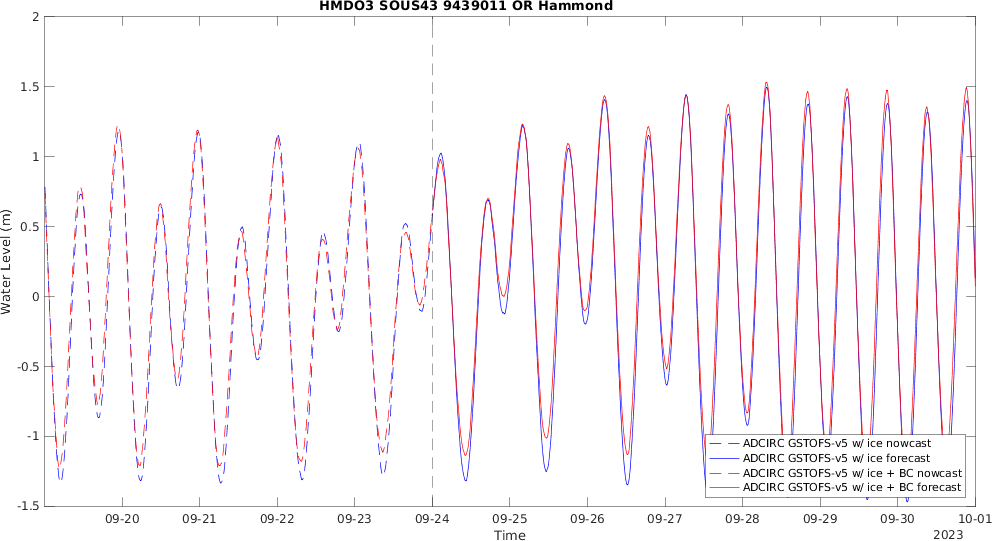 HMDO3 SOUS43 9439011 OR Hammond
2
1.5
1
0.5
0
-0.5
-1
-1.5
Water Level (m)
ADCIRC GSTOFS-v5 w/ ice nowcast
ADCIRC GSTOFS-v5 w/ ice forecast
ADCIRC GSTOFS-v5 w/ ice + BC nowcast
ADCIRC GSTOFS-v5 w/ ice + BC forecast
09-20 09-21 09-22 09-23 09-24 09-25 09-26 09-27 09-28 09-29 09-30 10-01
Time
2023